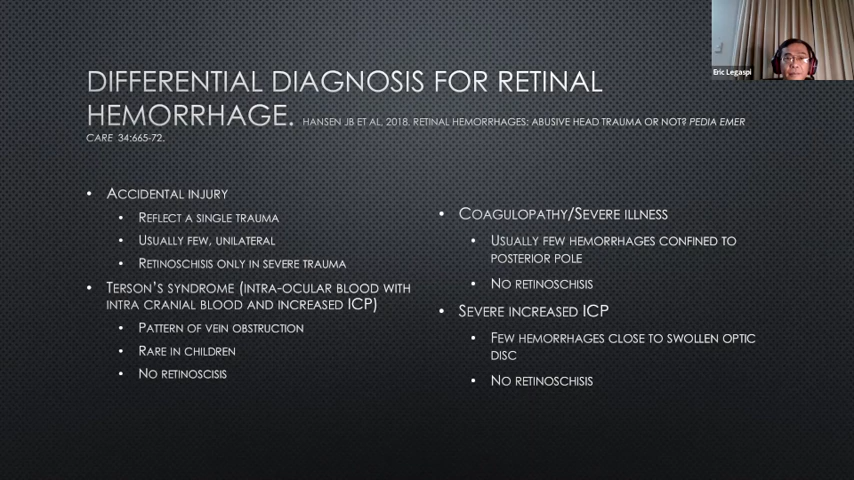 Eric Legaspi
DIFFERENTIAL DIAGNOSIS FOR RETINAL
HEMORRHAGE. HANSEN JB ET AL, 2018. RETINAL HEMORRHAGES: ABUSIVE HEAD TRAUMA OR NOT? PEDIA EMER
CARE 34:665-72.
• ACCIDENTAL INJURY
• REFLECT A SINGLE TRAUMA
• USUALLY FEW, UNILATERAL
• RETINOSCHISIS ONLY IN SEVERE TRAUMA
• TERSON'S SYNDROME (INTRA-OCULAR BLOOD WITH
INTRA CRANIAL BLOOD AND INCREASED ICP)
• PATTERN OF VEIN OBSTRUCTION
• RARE IN CHILDREN
• NO RETINOSCISIS
• COAGULOPATHY/SEVERE ILLNESS
• USUALLY FEW HEMORRHAGES CONFINED TO
POSTERIOR POLE
• NO RETINOSCHISIS
• SEVERE INCREASED ICP
• FEW HEMORRHAGES CLOSE TO SWOLLEN OPTIC
DISC
• NO RETINOSCHISIS